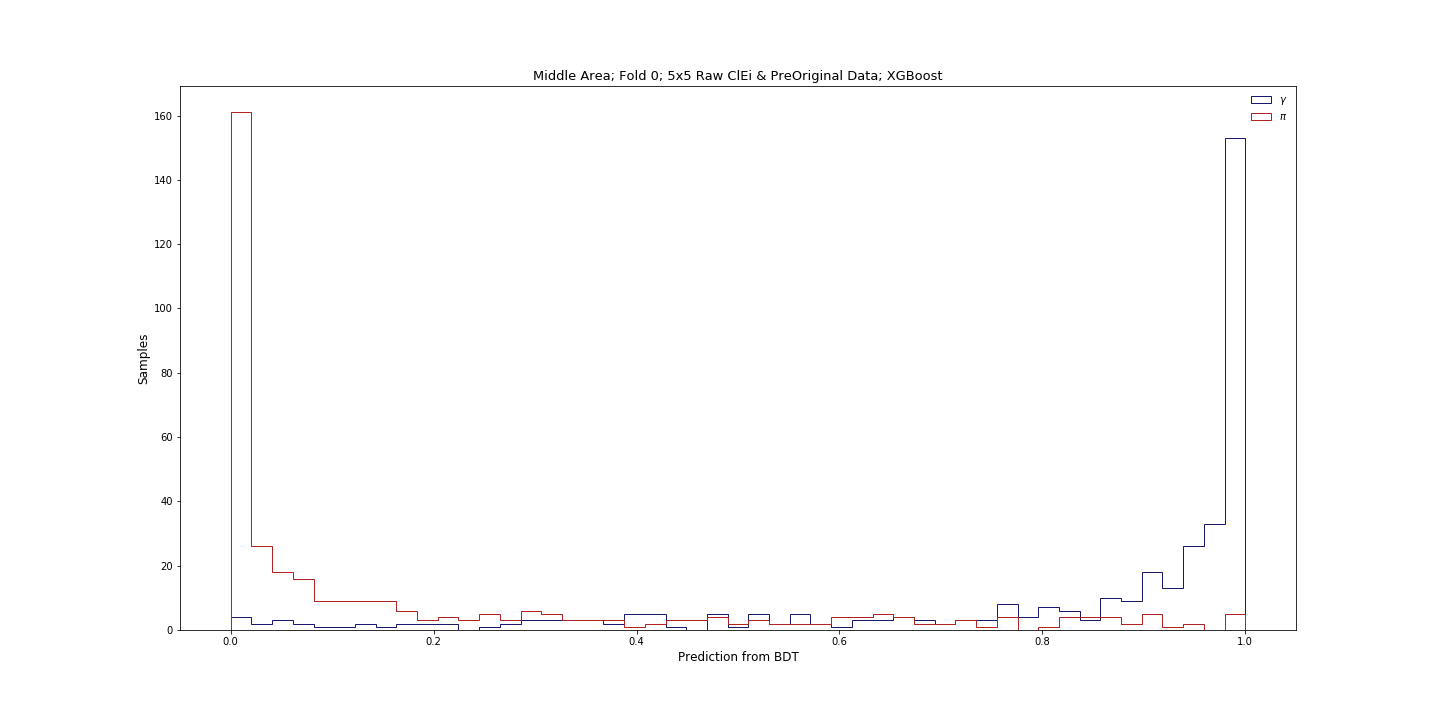 Middle Area; Fold 0; 5x5 Raw ClEi & PreOriginal Data; XGBoost
γ
π
160
140
120
100
80
60
40
20
0
Samples
0.0 0.2 0.4 0.6 0.8 1.0
Prediction from BDT